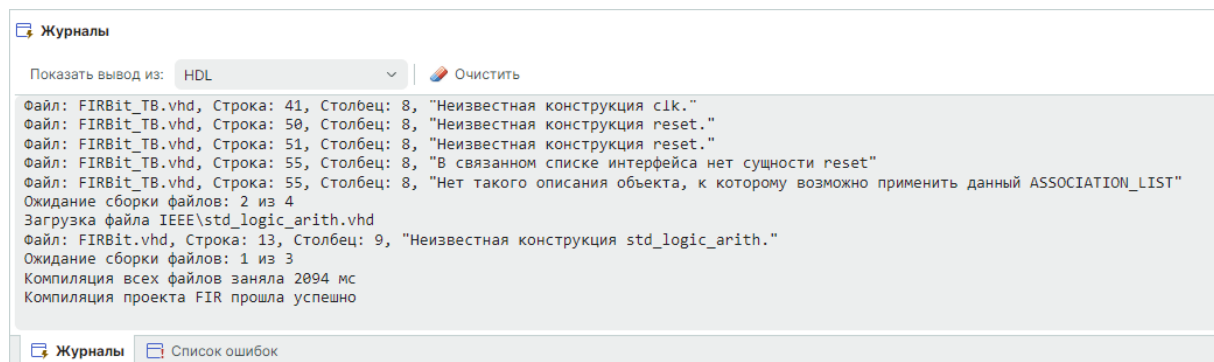 Журналы
Показать вывод из: HDL Очистить
Файл: FIRBit_TB.vhd, Строка: 41, Столбец: 8, "Неизвестная конструкция clk."
Файл: FIRBit_TB.vhd, Строка: 50, Столбец: 8, "Неизвестная конструкция reset."
Файл: FIRBit_TB.vhd, Строка: 51, Столбец: 8, "Неизвестная конструкция reset."
Файл: FIRBit_TB.vhd, Строка: 55, Столбец: 8, "В связанном списке интерфейса нет сущности reset"
Файл: FIRBit_TB.vhd, Строка: 55, Столбец: 8, "Нет такого описания объекта, к которому возможно применить данный ASSOCIATION_LIST"
Ожидание сборки файлов: 2 из 4
Загрузка файла IEEE\std_logic_arith.vhd
Файл: FIRBit.vhd, Строка: 13, Столбец: 9, "Неизвестная конструкция std_logic_arith."
Ожидание сборки файлов: 1 из 3
Компиляция всех файлов заняла 2094 мс
Компиляция проекта FIR прошла успешно
Журналы Список ошибок